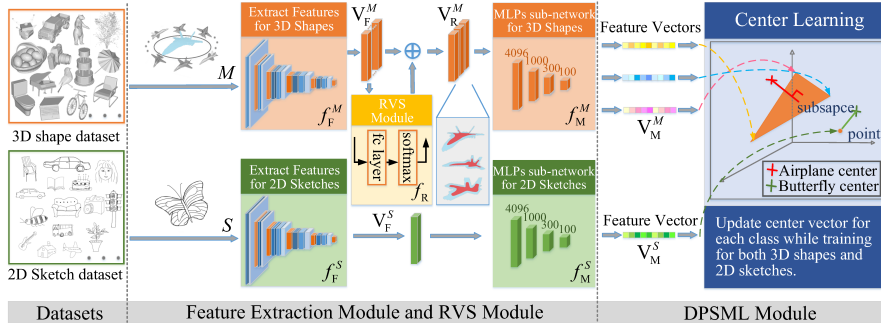 3D shape dataset
2D Sketch dataset
M
S
Extract Features
for 3D Shapes
f_F^M
V_F^M
V_R^M
RVS
Module
fc layer
softmax
f_R
MLPs sub-network
for 3D Shapes
4096
1000
300
100
f_M^M
Extract Features
for 2D Sketches
f_F^S
V_F^S
MLPs sub-network
for 2D Sketches
4096
1000
300
100
f_M^S
Feature Vectors
V_M^M
Feature Vector
V_M^S
Center Learning
subsapce
point
Airplane center
Butterfly center
Update center vector for
each class while training
for both 3D shapes and
2D sketches.
Datasets
Feature Extraction Module and RVS Module
DPSML Module